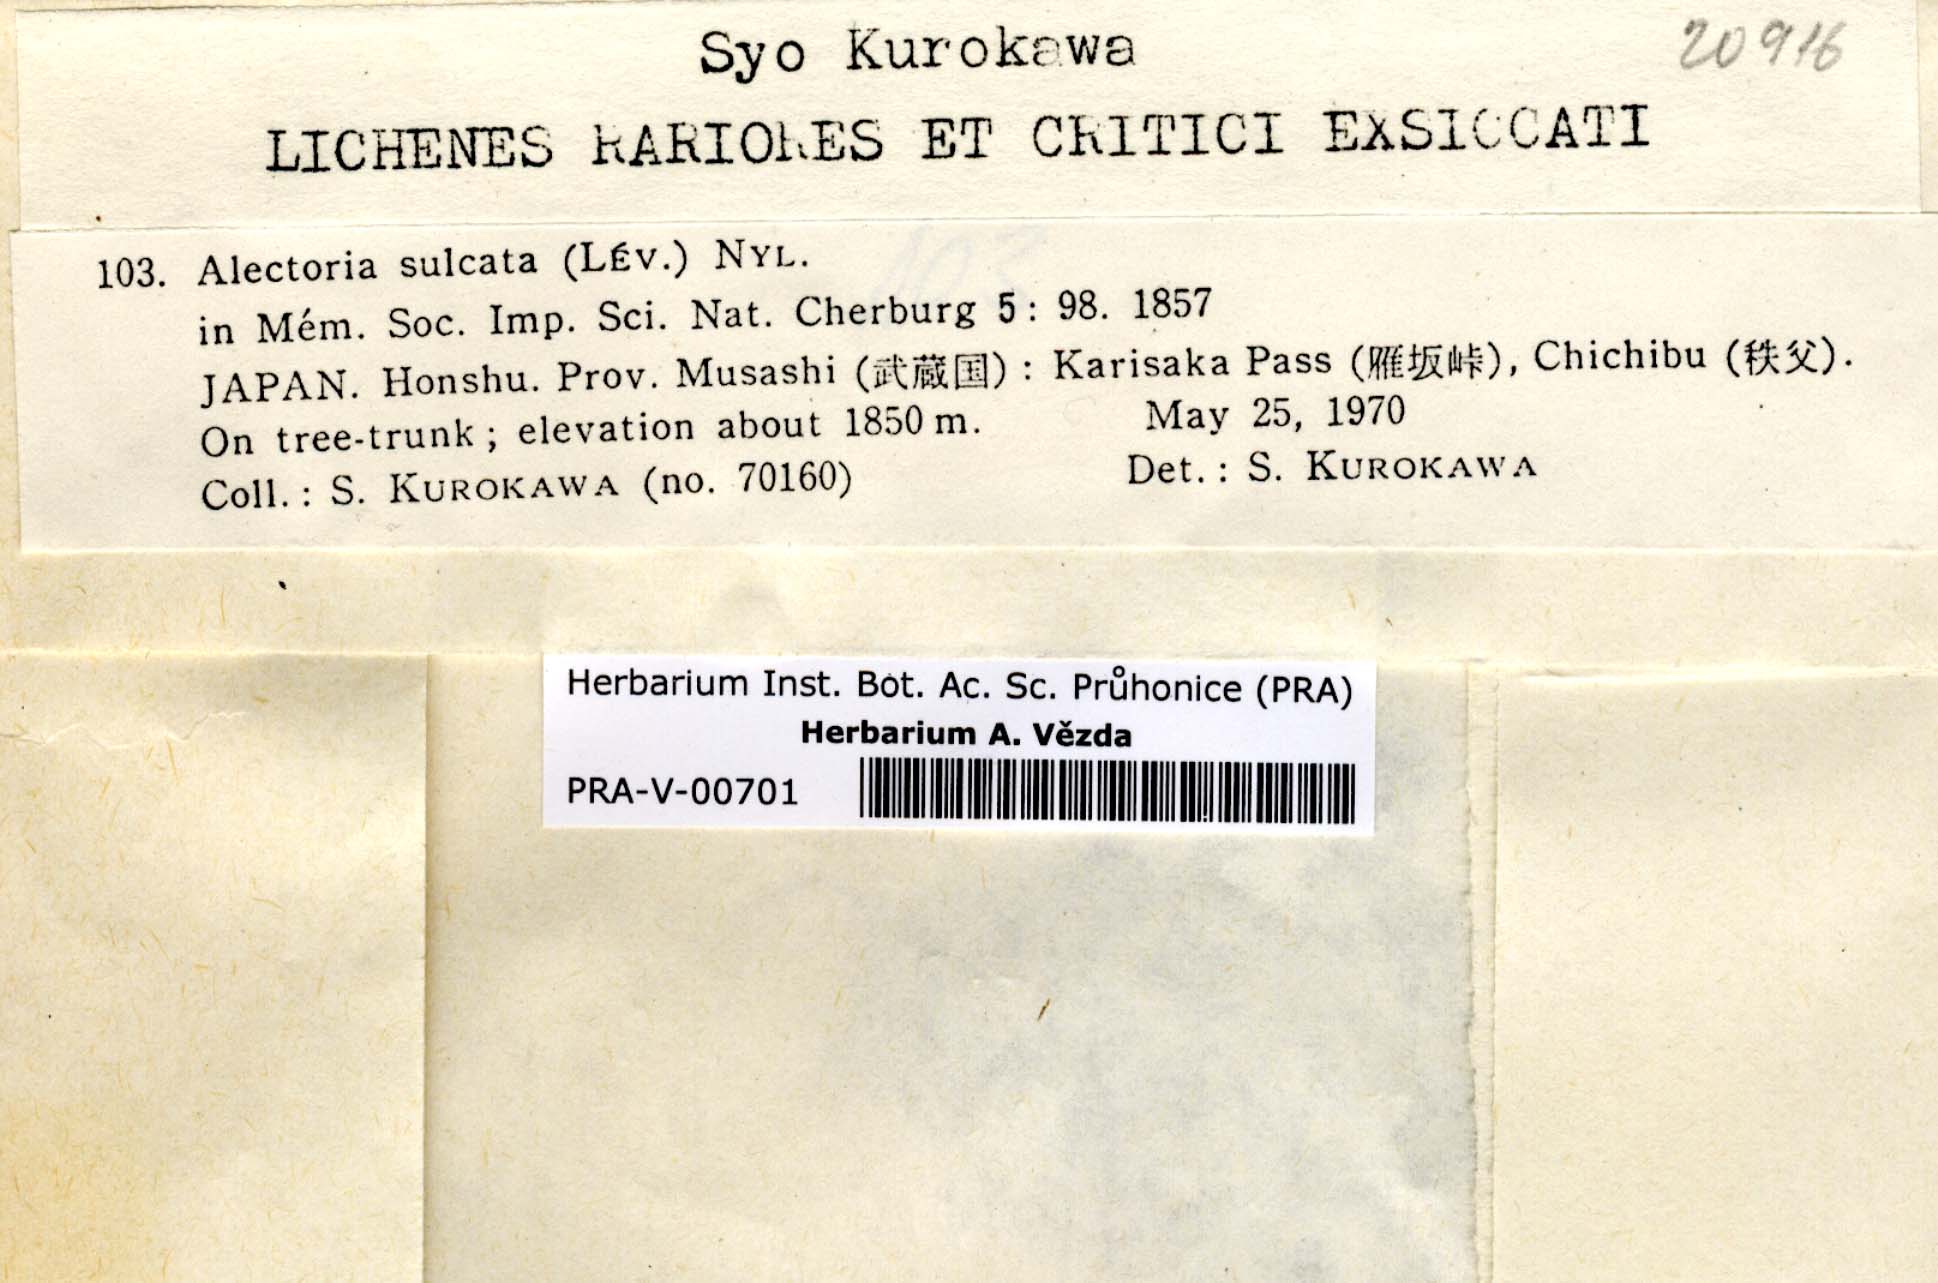 Syo Kurokawa
20916
LICHENES RARIORES ET CRITICI EXSICCATI
103. Alectoria sulcata (LÉV.) NYL.
in Mém. Soc. Imp. Sci. Nat. Cherburg 5: 98. 1857
JAPAN. Honshu. Prov. Musashi (武蔵国): Karisaka Pass (雁坂峠), Chichibu (秩父).
On tree-trunk; elevation about 1850 m. May 25, 1970
Coll.: S. KUROKAWA (no. 70160) Det.: S. KUROKAWA
Herbarium Inst. Bot. Ac. Sc. Průhonice (PRA)
Herbarium A. Vězda
PRA-V-00701